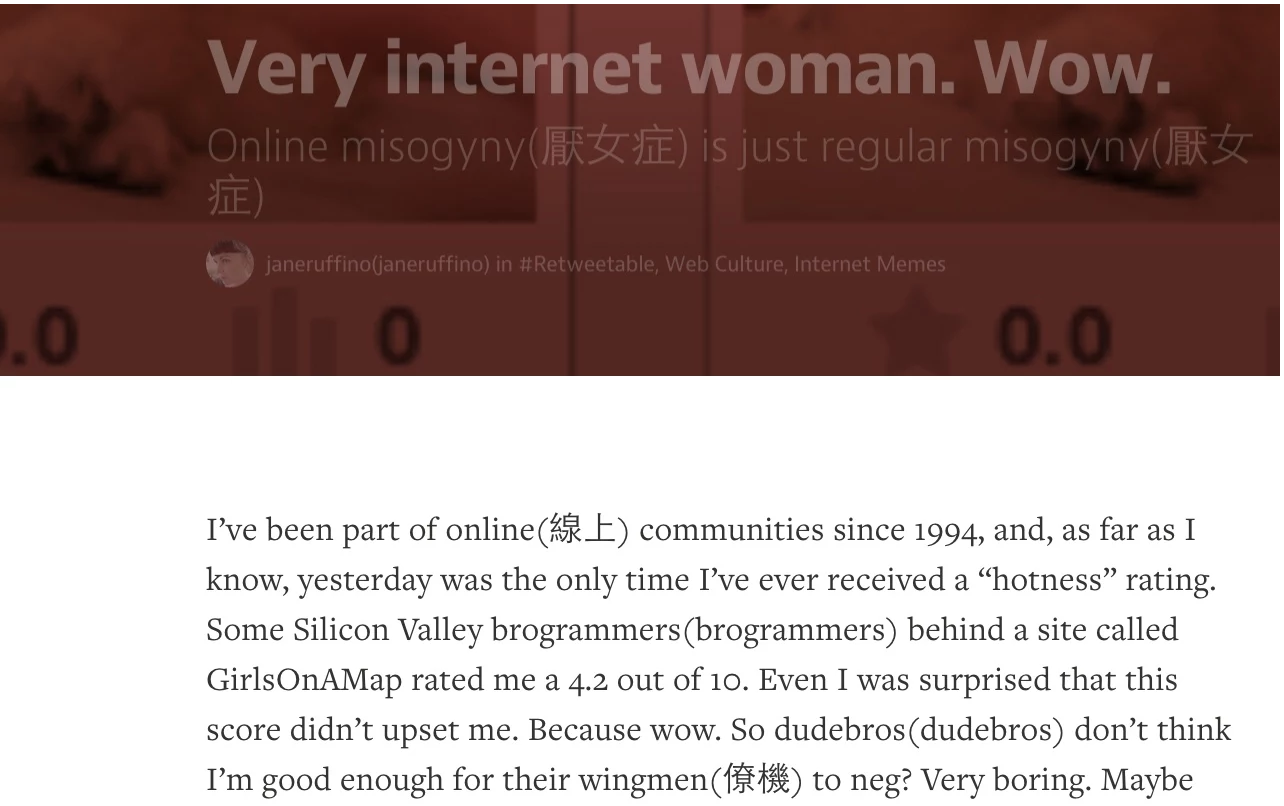 Very internet woman. Wow.
Online misogyny(厭女症) is just regular misogyny(厭女
症)
janeruffino(janeruffino) in #Retweetable, Web Culture, Internet Memes
.0 0 0.0
I’ve been part of online(線上) communities since 1994, and, as far as I
know, yesterday was the only time I’ve ever received a “hotness” rating.
Some Silicon Valley brogrammers(brogrammers) behind a site called
GirlsOnAMap rated me a 4.2 out of 10. Even I was surprised that this
score didn’t upset me. Because wow. So dudebros(dudebros) don’t think
I’m good enough for their wingmen(僚機) to neg? Very boring. Maybe